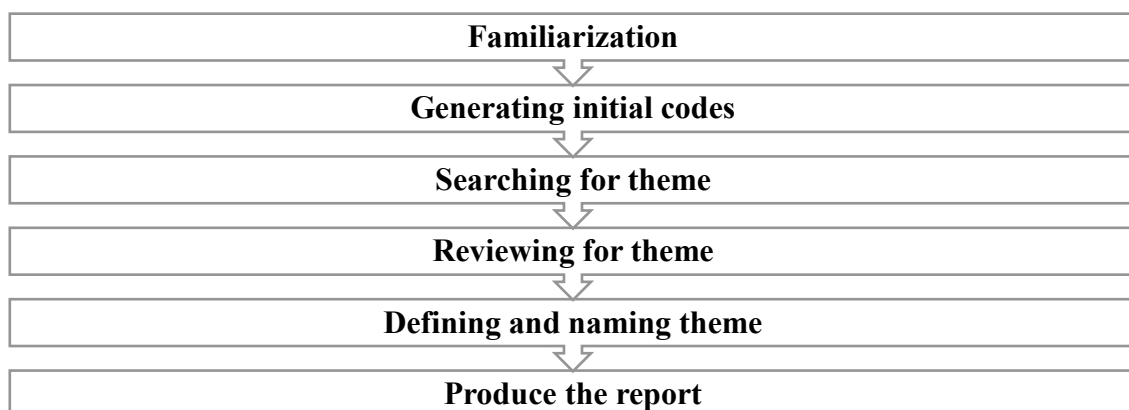 Familiarization
Generating initial codes
Searching for theme
Reviewing for theme
Defining and naming theme
Produce the report